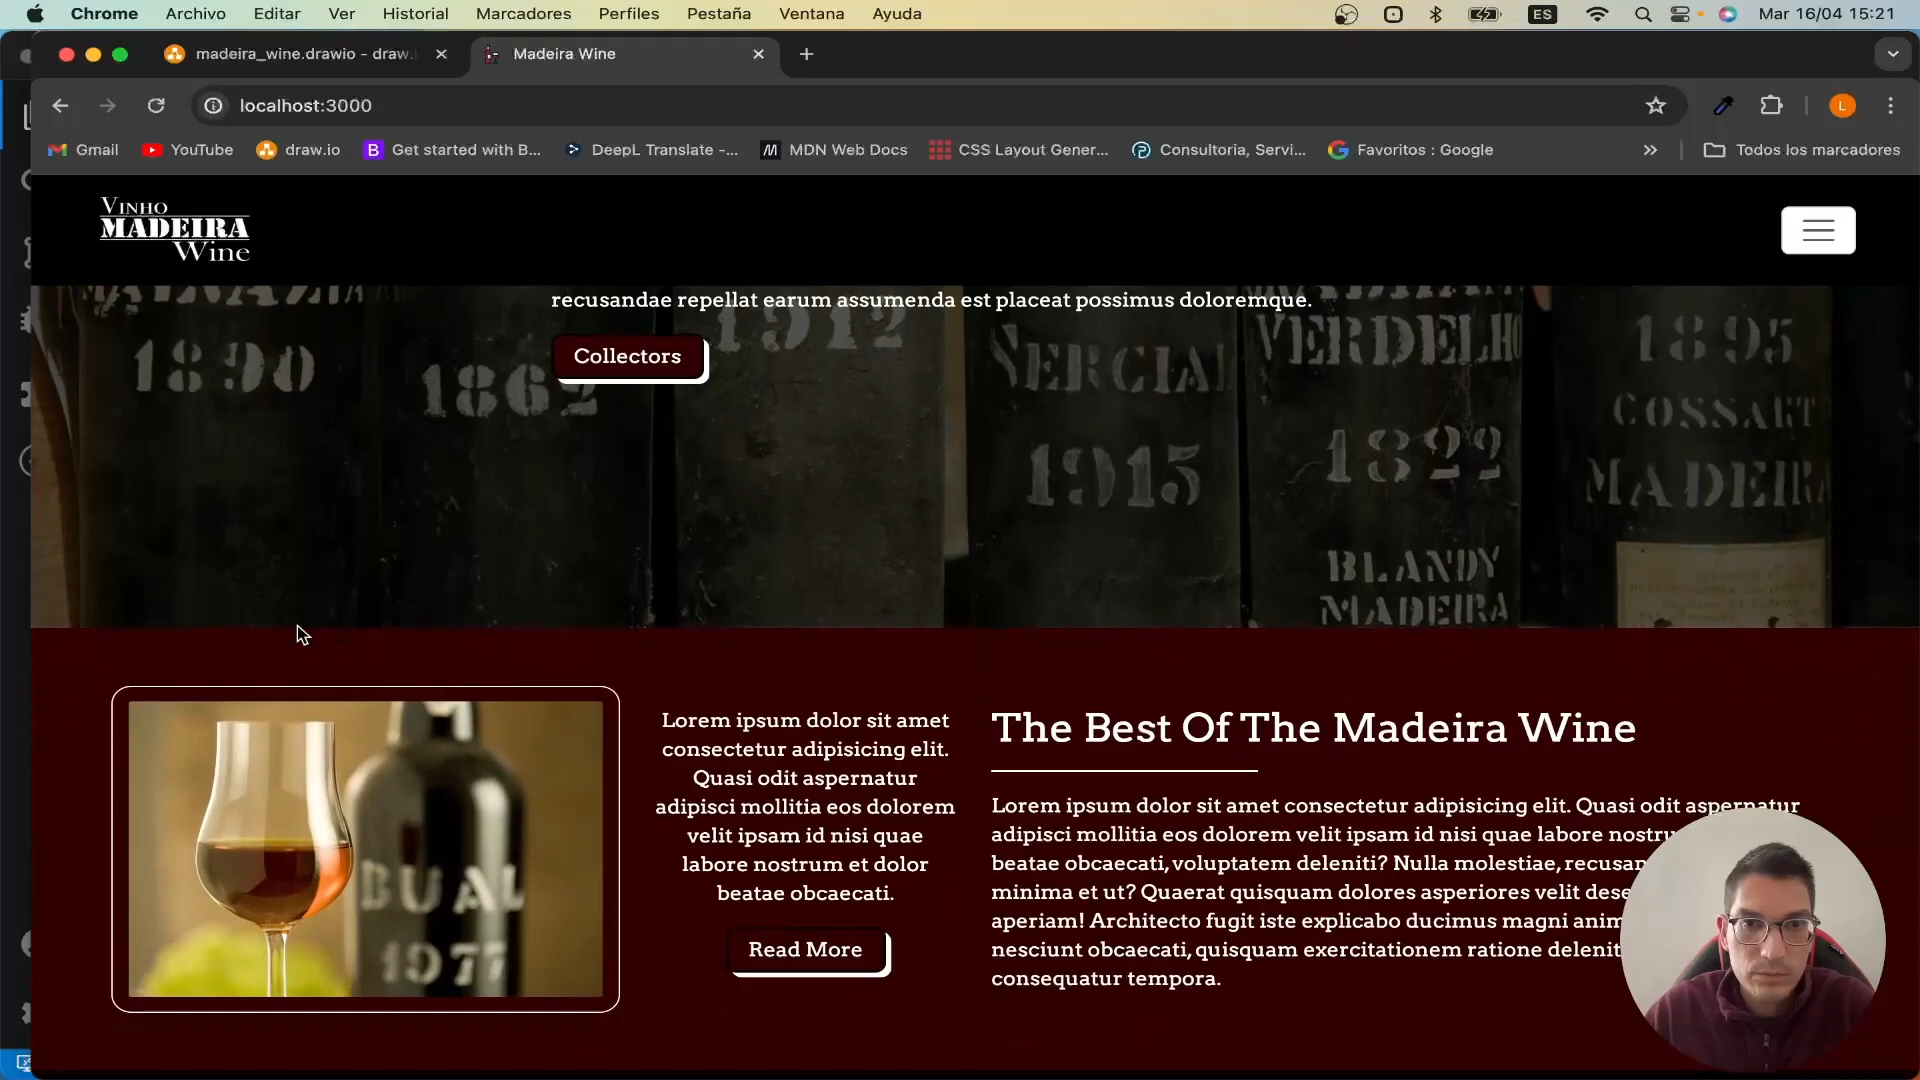 Chrome Archivo Editar Ver Historial Marcadores Perfiles Pestaña Ventana Ayuda ES Mar 16/04 15:21
madeira_wine.drawio - draw. Madeira Wine
localhost:3000 L
Gmail YouTube draw.io B Get started with B... DeepL Translate -... MDN Web Docs CSS Layout Gener... Consultoria, Servi... Favoritos : Google Todos los marcadores
VINHO
MADEIRA
Wine
recusandae repellat earum assumenda est placeat possimus doloremque.
Collectors
1890
1862
1912
SERCIAL
1915
VERDELHO
1822
BLANDY
MADEIRA
1895
COSSART
MADEIRA
BUAL
1977
Lorem ipsum dolor sit amet
consectetur adipisicing elit.
Quasi odit aspernatur
adipisci mollitia eos dolorem
velit ipsam id nisi quae
labore nostrum et dolor
beatae obcaecati.
Read More
The Best Of The Madeira Wine
Lorem ipsum dolor sit amet consectetur adipisicing elit. Quasi odit aspernatur
adipisci mollitia eos dolorem velit ipsam id nisi quae labore
beatae obcaecati, voluptatem deleniti? Nulla molestiae,
minima et ut? Quaerat quisquam dolores asperiores velit
aperiam! Architecto fugit iste explicabo ducimus magni
nesciunt obcaecati, quisquam exercitationem ratione
consequatur tempora.